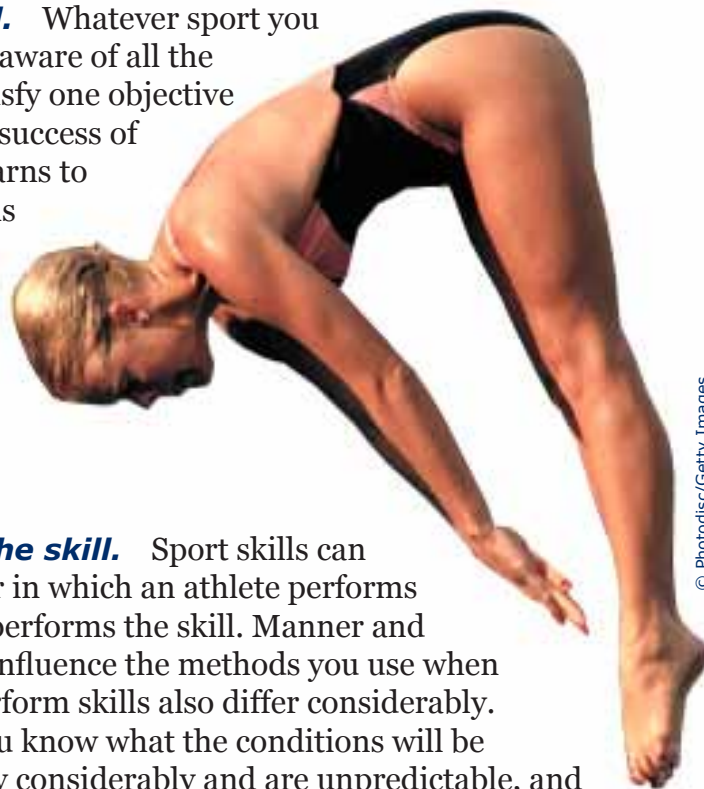 l. Whatever sport you
aware of all the
sfy one objective
success of
arns to
s
he skill. Sport skills can
r in which an athlete performs
performs the skill. Manner and
nfluence the methods you use when
rform skills also differ considerably.
u know what the conditions will be
y considerably and are unpredictable, and
© Photodisc/Getty Images